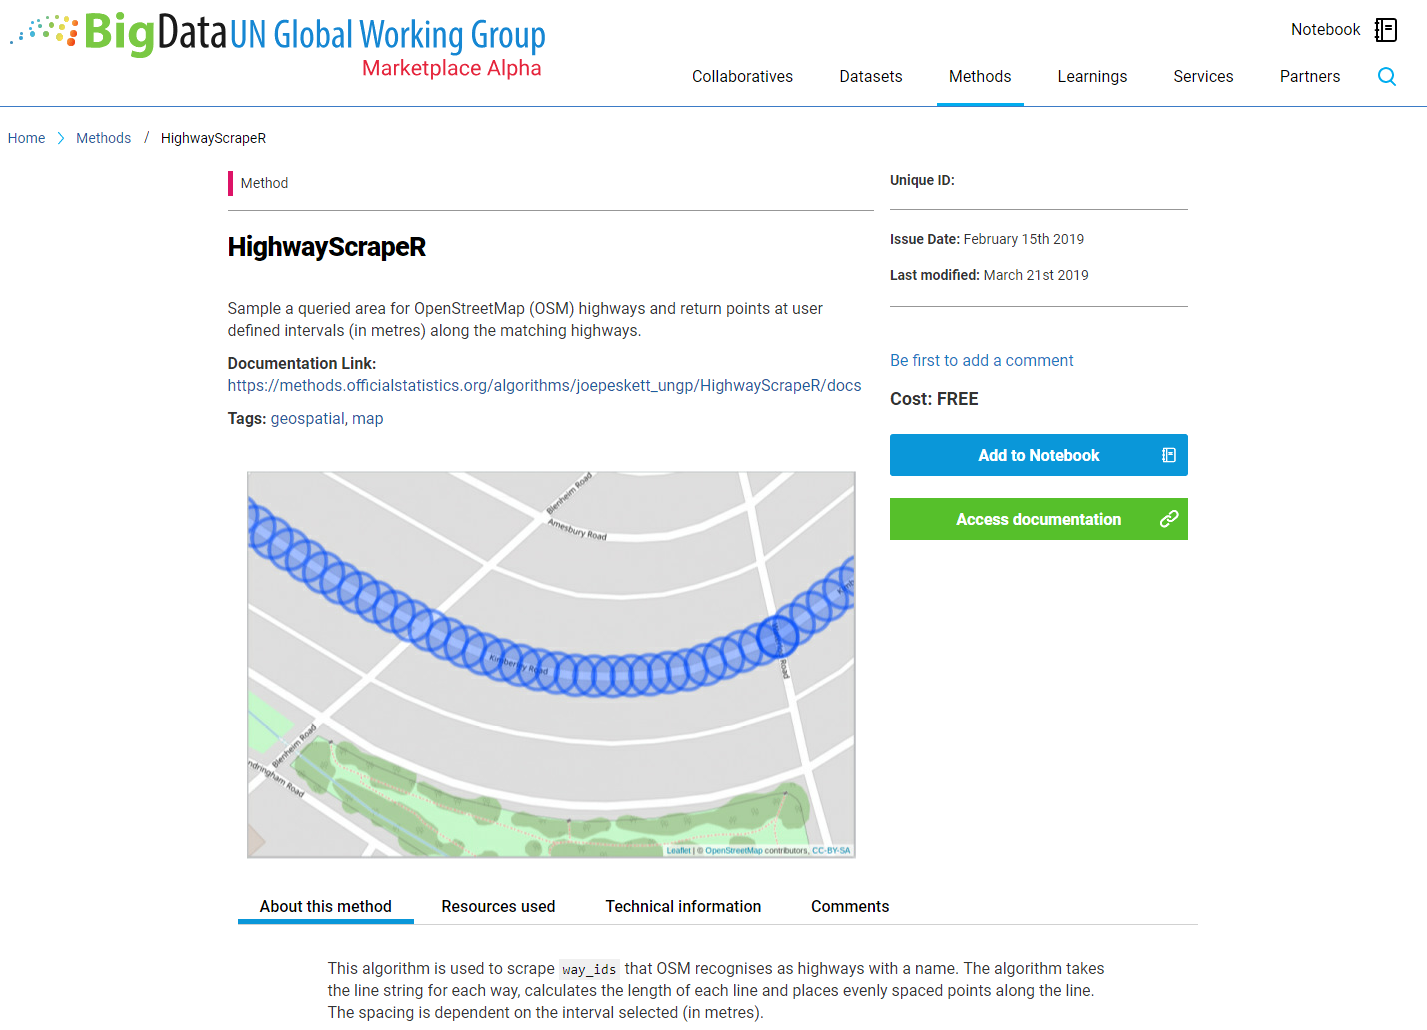 BigData UN Global Working Group
Marketplace Alpha
Notebook
Collaboratives
Datasets
Methods
Learnings
Services
Partners
Home
Methods / HighwayScrapeR
Method
HighwayScrapeR
Sample a queried area for OpenStreetMap (OSM) highways and return points at user
defined intervals (in metres) along the matching highways.
Documentation Link:
https://methods.officialstatistics.org/algorithms/joepeskett_ungp/HighwayScrapeR/docs
Tags: geospatial, map
Unique ID:
Issue Date: February 15th 2019
Last modified: March 21st 2019
Be first to add a comment
Cost: FREE
Add to Notebook
Access documentation
Blenheim Road
Amesbury Road
Kimberley Road
Road
Blenheim Road
ndringham Road
Leaflet | © OpenStreetMap contributors, CC-BY-SA
About this method
Resources used
Technical information
Comments
This algorithm is used to scrape way_ids that OSM recognises as highways with a name. The algorithm takes
the line string for each way, calculates the length of each line and places evenly spaced points along the line.
The spacing is dependent on the interval selected (in metres).